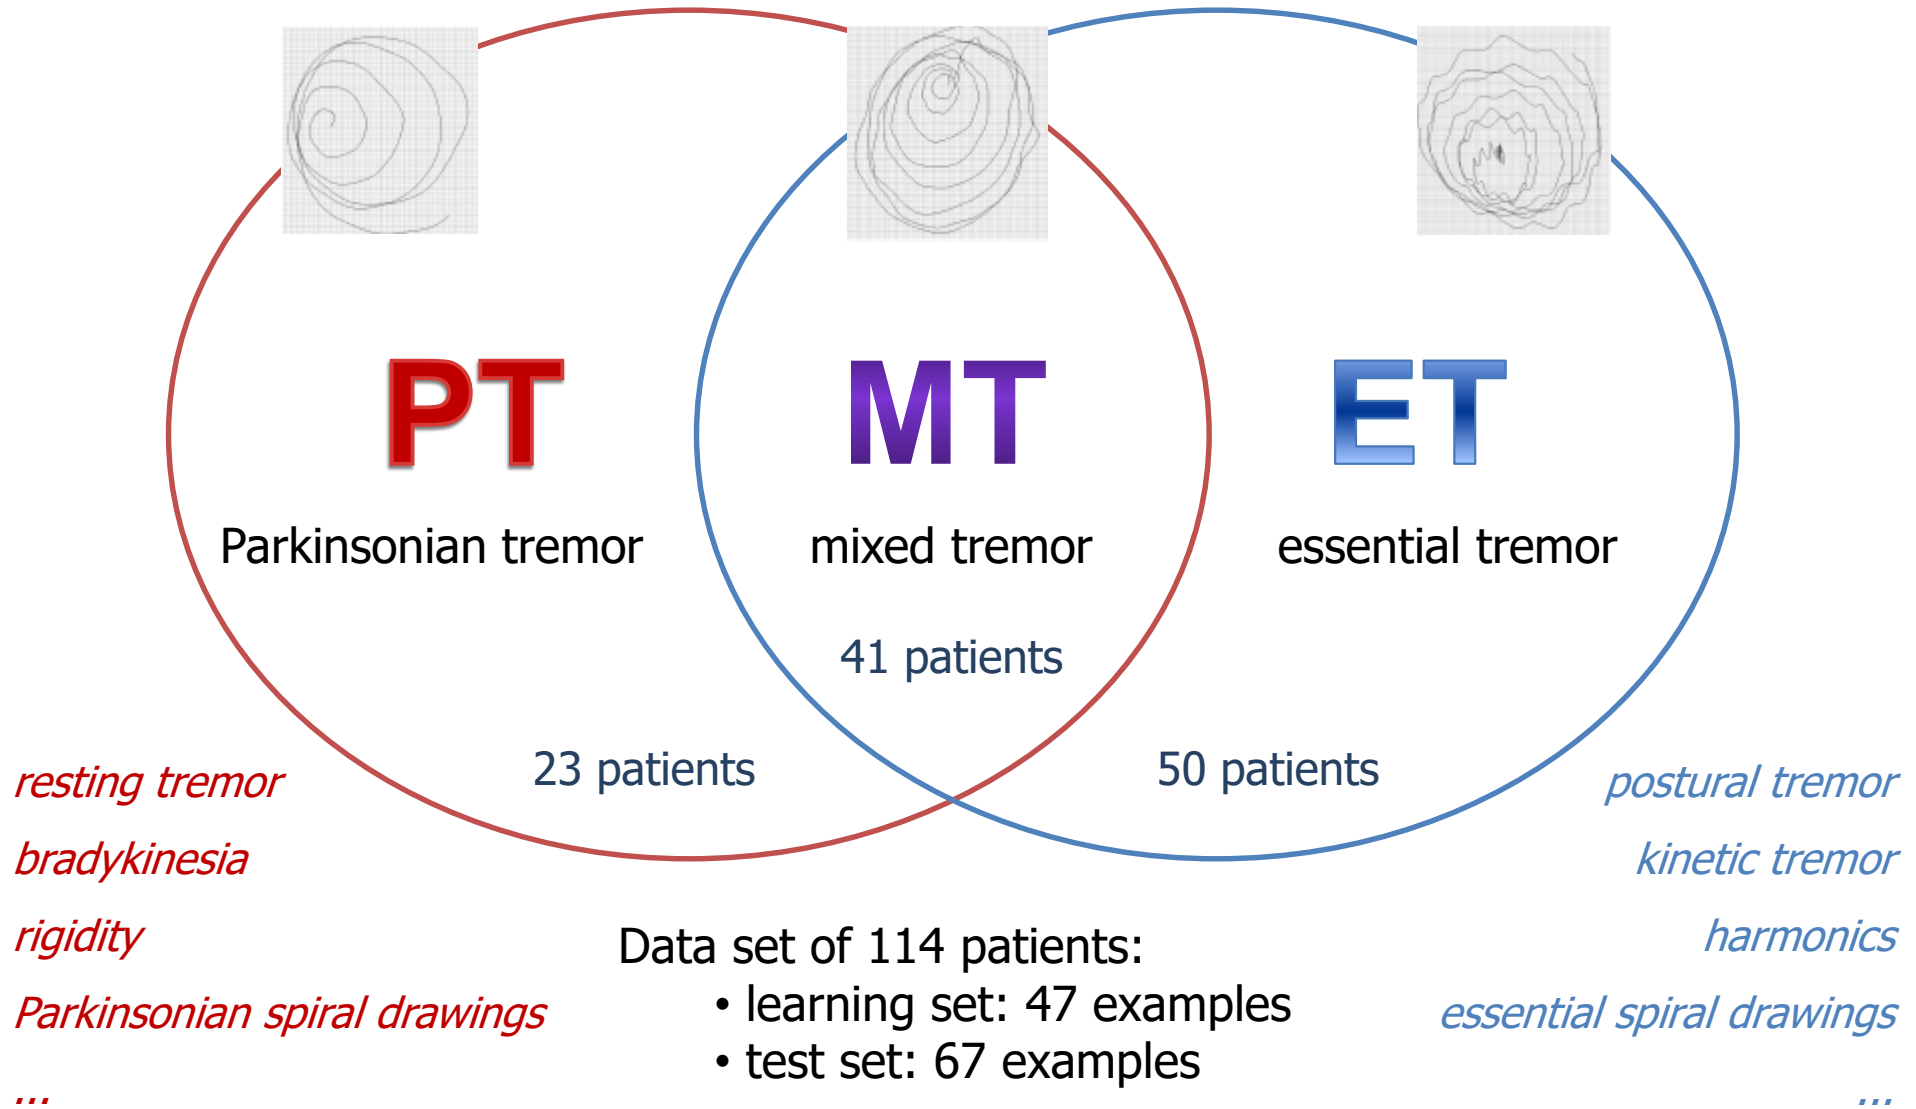 PT
MT
ET
Parkinsonian tremor
mixed tremor
essential tremor
41 patients
23 patients
50 patients
resting tremor
bradykinesia
rigidity
Parkinsonian spiral drawings
...
postural tremor
kinetic tremor
harmonics
essential spiral drawings
...
Data set of 114 patients:
• learning set: 47 examples
• test set: 67 examples